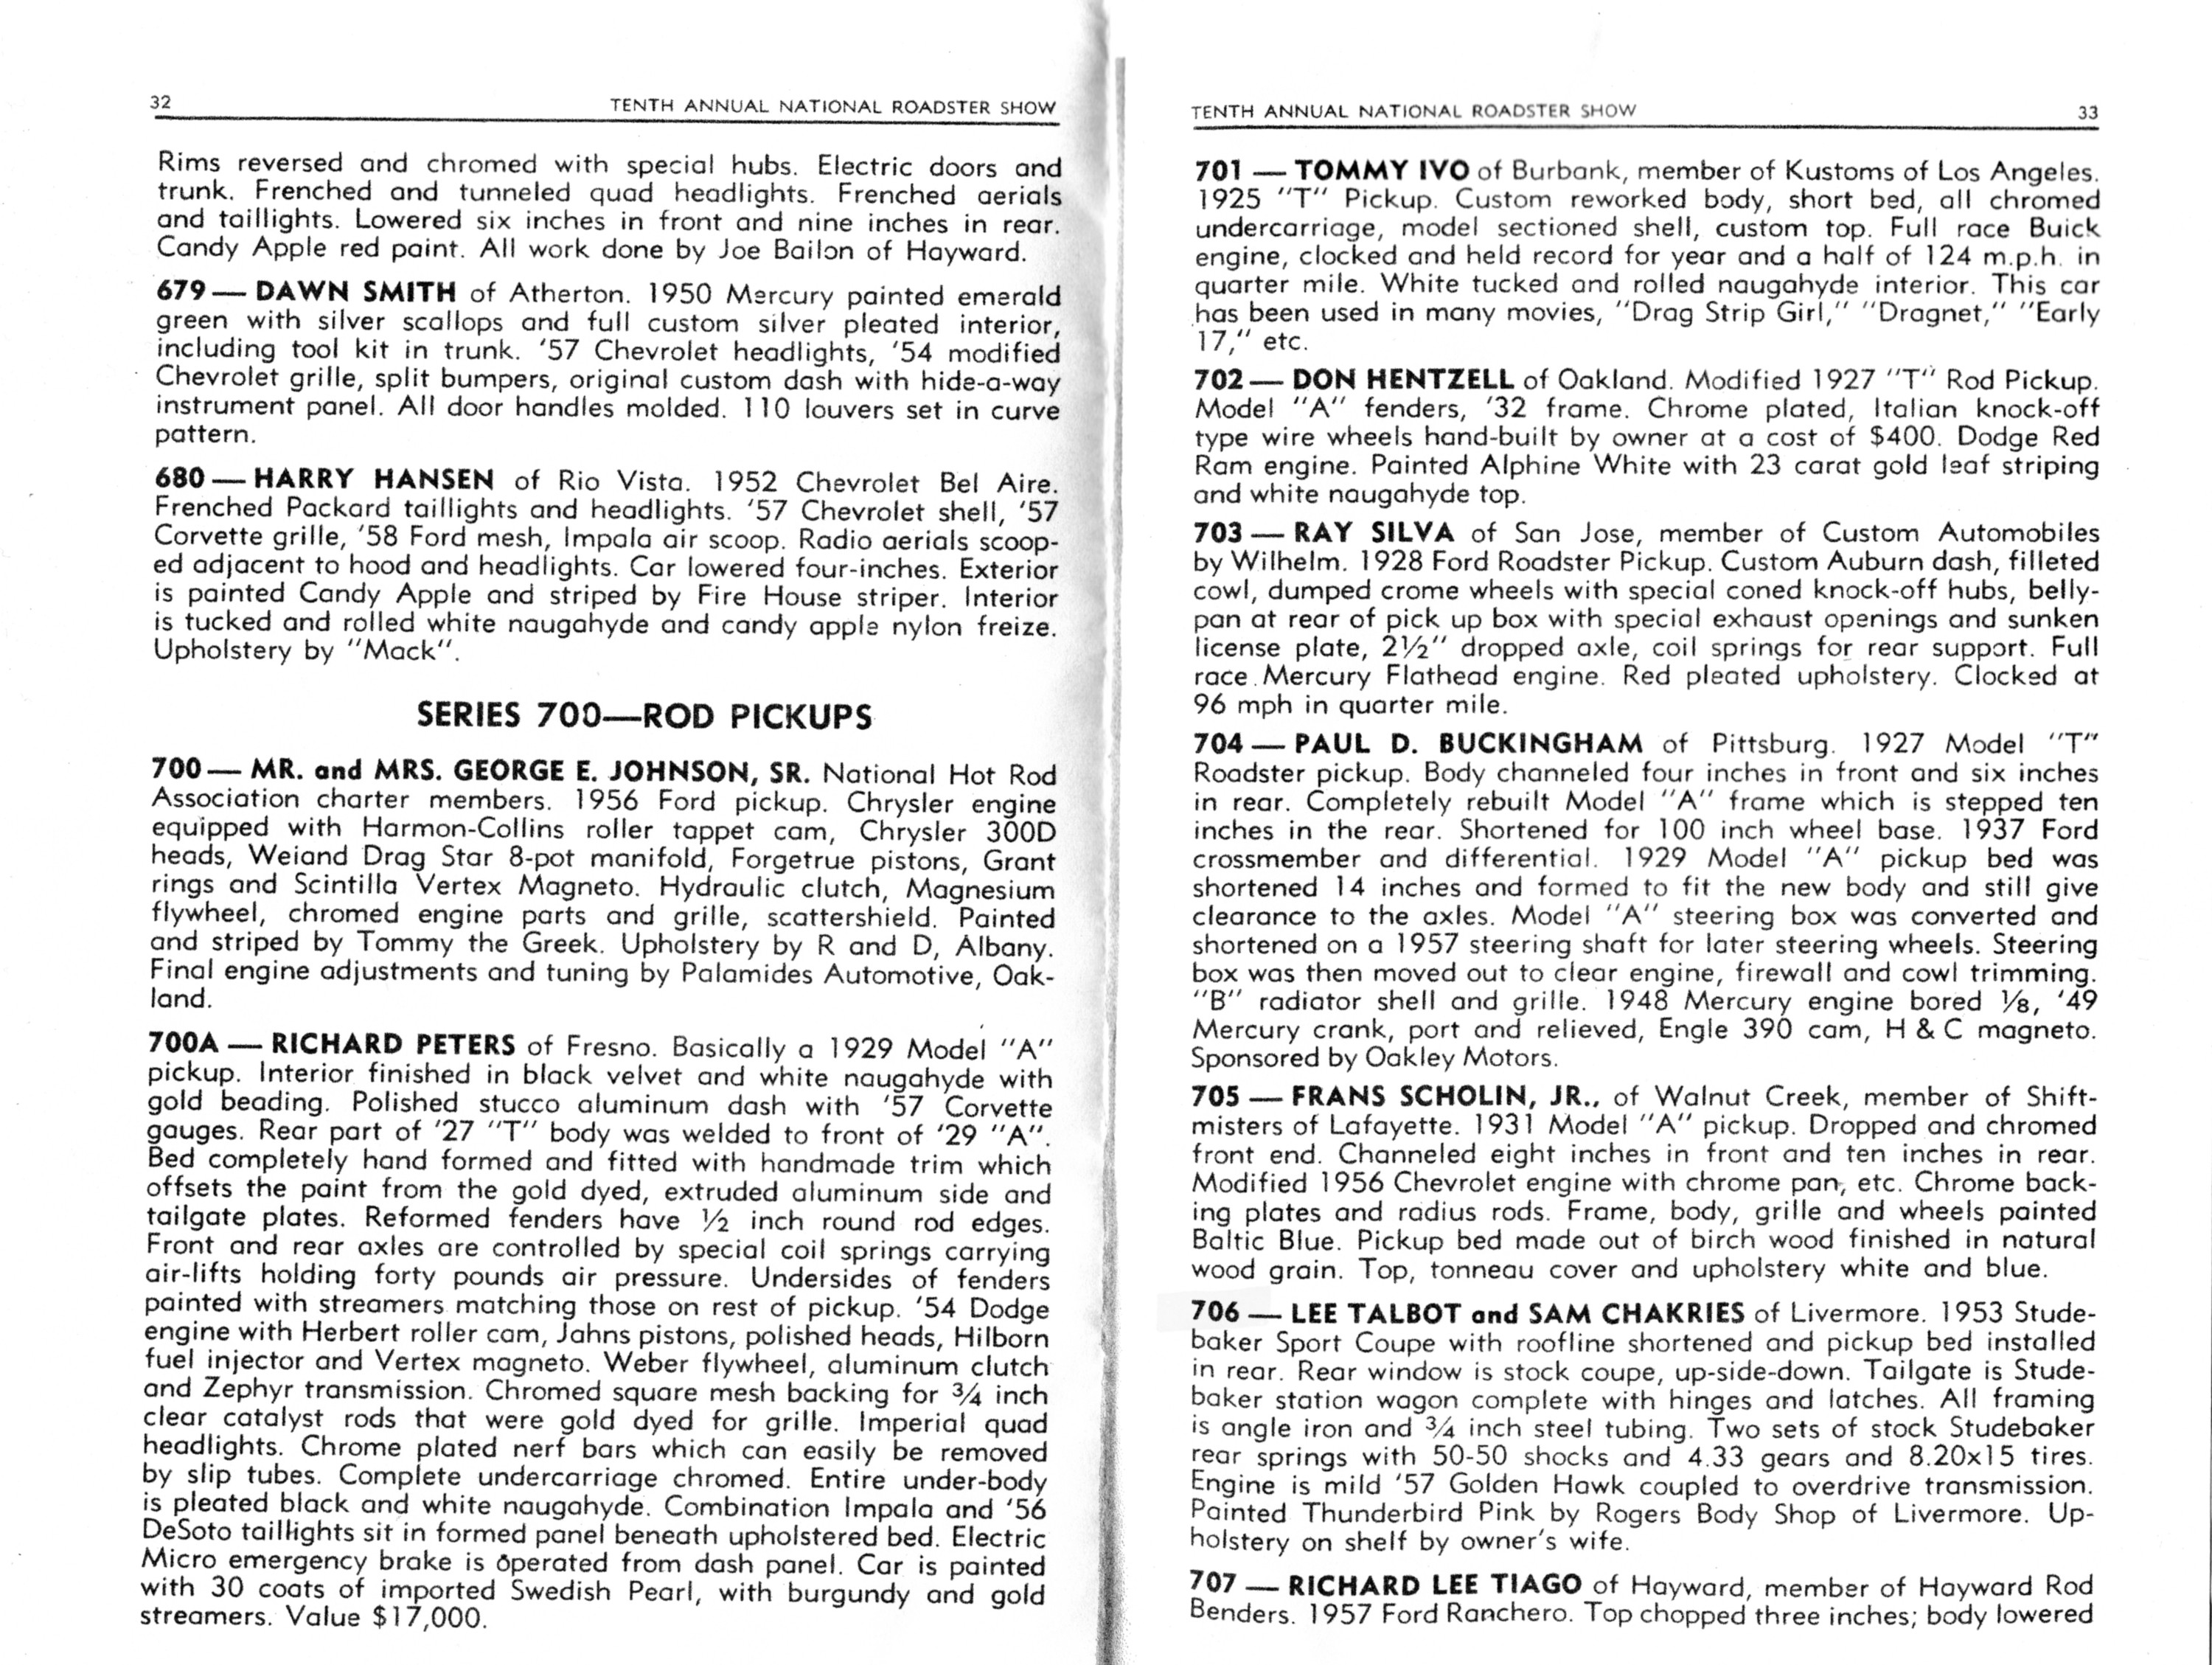 32 TENTH ANNUAL NATIONAL ROADSTER SHOW
Rims reversed and chromed with special hubs. Electric doors and
trunk. Frenched and tunneled quad headlights. Frenched aerials
and taillights. Lowered six inches in front and nine inches in rear.
Candy Apple red paint. All work done by Joe Bailon of Hayward.
679 — DAWN SMITH of Atherton. 1950 Mercury painted emerald
green with silver scallops and full custom silver pleated interior,
including tool kit in trunk. '57 Chevrolet headlights, '54 modified
Chevrolet grille, split bumpers, original custom dash with hide-a-way
instrument panel. All door handles molded. 110 louvers set in curve
pattern.
680 — HARRY HANSEN of Rio Vista. 1952 Chevrolet Bel Aire.
Frenched Packard taillights and headlights. '57 Chevrolet shell, '57
Corvette grille, '58 Ford mesh, Impala air scoop. Radio aerials scoop-
ed adjacent to hood and headlights. Car lowered four-inches. Exterior
is painted Candy Apple and striped by Fire House striper. Interior
is tucked and rolled white naugahyde and candy apple nylon freize.
Upholstery by "Mack".
SERIES 700—ROD PICKUPS
700 — MR. and MRS. GEORGE E. JOHNSON, SR. National Hot Rod
Association charter members. 1956 Ford pickup. Chrysler engine
equipped with Harmon-Collins roller tappet cam, Chrysler 300D
heads, Weiand Drag Star 8-pot manifold, Forgetrue pistons, Grant
rings and Scintilla Vertex Magneto. Hydraulic clutch, Magnesium
flywheel, chromed engine parts and grille, scattershield. Painted
and striped by Tommy the Greek. Upholstery by R and D, Albany.
Final engine adjustments and tuning by Palamides Automotive, Oak-
land.
700A — RICHARD PETERS of Fresno. Basically a 1929 Model "A"
pickup. Interior finished in black velvet and white naugahyde with
gold beading. Polished stucco aluminum dash with '57 Corvette
gauges. Rear part of '27 "T" body was welded to front of '29 "A".
Bed completely hand formed and fitted with handmade trim which
offsets the paint from the gold dyed, extruded aluminum side and
tailgate plates. Reformed fenders have ½ inch round rod edges.
Front and rear axles are controlled by special coil springs carrying
air-lifts holding forty pounds air pressure. Undersides of fenders
painted with streamers matching those on rest of pickup. '54 Dodge
engine with Herbert roller cam, Jahns pistons, polished heads, Hilborn
fuel injector and Vertex magneto. Weber flywheel, aluminum clutch
and Zephyr transmission. Chromed square mesh backing for ¾ inch
clear catalyst rods that were gold dyed for grille. Imperial quad
headlights. Chrome plated nerf bars which can easily be removed
by slip tubes. Complete undercarriage chromed. Entire under-body
is pleated black and white naugahyde. Combination Impala and '56
DeSoto taillights sit in formed panel beneath upholstered bed. Electric
Micro emergency brake is operated from dash panel. Car is painted
with 30 coats of imported Swedish Pearl, with burgundy and gold
streamers. Value $17,000.
TENTH ANNUAL NATIONAL ROADSTER SHOW 33
701 — TOMMY IVO of Burbank, member of Kustoms of Los Angeles.
1925 "T" Pickup. Custom reworked body, short bed, all chromed
undercarriage, model sectioned shell, custom top. Full race Buick
engine, clocked and held record for year and a half of 124 m.p.h. in
quarter mile. White tucked and rolled naugahyde interior. This car
has been used in many movies, "Drag Strip Girl," "Dragnet," "Early
17," etc.
702 — DON HENTZELL of Oakland. Modified 1927 "T" Rod Pickup.
Model "A" fenders, '32 frame. Chrome plated, Italian knock-off
type wire wheels hand-built by owner at a cost of $400. Dodge Red
Ram engine. Painted Alphine White with 23 carat gold leaf striping
and white naugahyde top.
703 — RAY SILVA of San Jose, member of Custom Automobiles
by Wilhelm. 1928 Ford Roadster Pickup. Custom Auburn dash, filleted
cowl, dumped crome wheels with special coned knock-off hubs, belly-
pan at rear of pick up box with special exhaust openings and sunken
license plate, 2½" dropped axle, coil springs for rear support. Full
race Mercury Flathead engine. Red pleated upholstery. Clocked at
96 mph in quarter mile.
704 — PAUL D. BUCKINGHAM of Pittsburg. 1927 Model "T"
Roadster pickup. Body channeled four inches in front and six inches
in rear. Completely rebuilt Model "A" frame which is stepped ten
inches in the rear. Shortened for 100 inch wheel base. 1937 Ford
crossmember and differential. 1929 Model "A" pickup bed was
shortened 14 inches and formed to fit the new body and still give
clearance to the axles. Model "A" steering box was converted and
shortened on a 1957 steering shaft for later steering wheels. Steering
box was then moved out to clear engine, firewall and cowl trimming.
"B" radiator shell and grille. 1948 Mercury engine bored ⅛, '49
Mercury crank, port and relieved, Engle 390 cam, H & C magneto.
Sponsored by Oakley Motors.
705 — FRANS SCHOLIN, JR., of Walnut Creek, member of Shift-
misters of Lafayette. 1931 Model "A" pickup. Dropped and chromed
front end. Channeled eight inches in front and ten inches in rear.
Modified 1956 Chevrolet engine with chrome pan, etc. Chrome back-
ing plates and radius rods. Frame, body, grille and wheels painted
Baltic Blue. Pickup bed made out of birch wood finished in natural
wood grain. Top, tonneau cover and upholstery white and blue.
706 — LEE TALBOT and SAM CHAKRIES of Livermore. 1953 Stude-
baker Sport Coupe with roofline shortened and pickup bed installed
in rear. Rear window is stock coupe, up-side-down. Tailgate is Stude-
baker station wagon complete with hinges and latches. All framing
is angle iron and ¾ inch steel tubing. Two sets of stock Studebaker
rear springs with 50-50 shocks and 4.33 gears and 8.20x15 tires.
Engine is mild '57 Golden Hawk coupled to overdrive transmission.
Painted Thunderbird Pink by Rogers Body Shop of Livermore. Up-
holstery on shelf by owner's wife.
707 — RICHARD LEE TIAGO of Hayward, member of Hayward Rod
Benders. 1957 Ford Ranchero. Top chopped three inches; body lowered